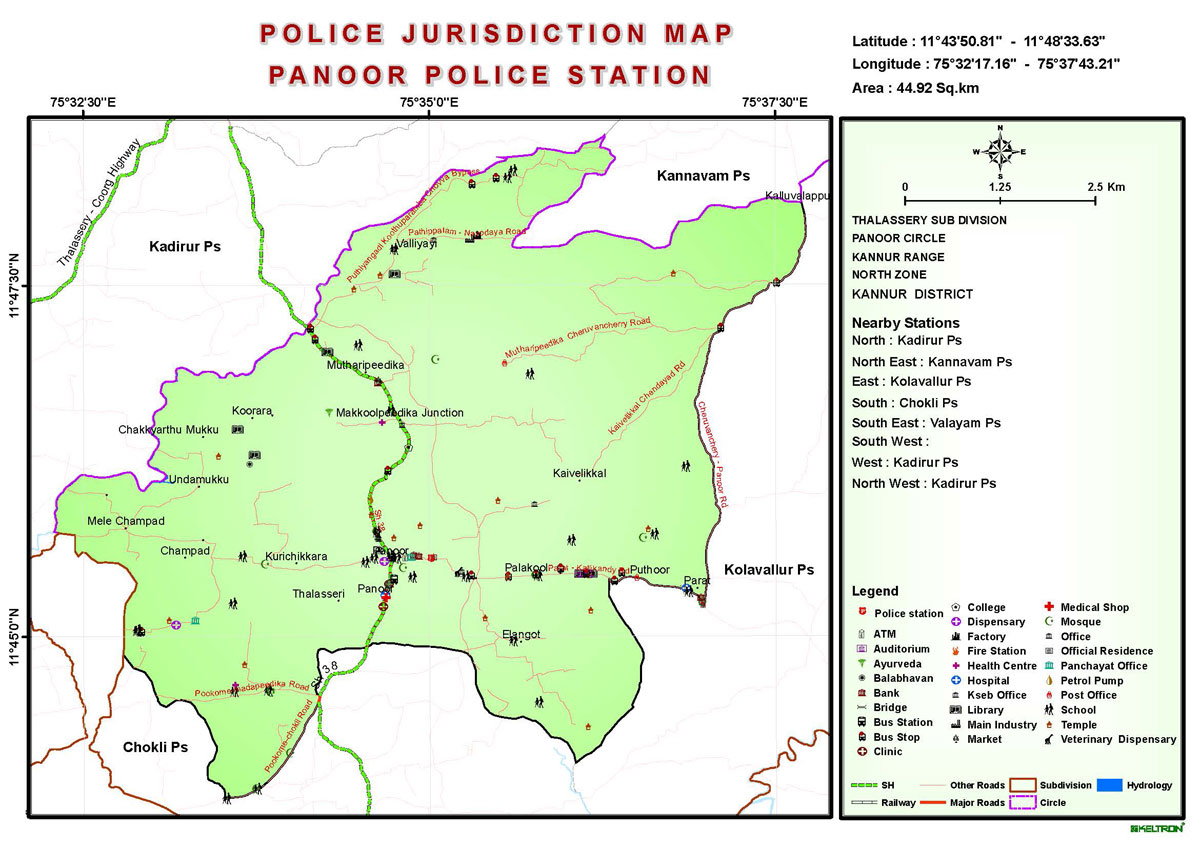 POLICE JURISDICTION MAP
PANOOR POLICE STATION
Latitude : 11°43'50.81" - 11°48'33.63"
Longitude : 75°32'17.16" - 75°37'43.21"
Area : 44.92 Sq.km
75°32'30"E
75°35'0"E
75°37'30"E
11°47'30"N
11°45'0"N
Thalassery - Coorg Highway
Kadirur Ps
Kannavam Ps
Kalluvalappu
Puthiyangadi Koothuparamba Chovva Bypass
Pathippalam - Navodaya Road
Valliyayi
Mutharipeedika Cheruvancherry Road
Mutharipeedika
Kaivelikkal Chandayad Rd
Koorara
Makkoolpeedika Junction
Chakkyarthu Mukku
Cheruvanchery - Panoor Rd
Undamukku
Kaivelikkal
Mele Champad
Sh 38
Champad
Kurichikkara
Panoor
Palakool
Parat - Kallikandy Rd
Puthoor
Kolavallur Ps
Parat
Thalasseri
Panoor
Elangot
Sh 38
Pookome Madapeedika Road
Pookome-chokli Road
Chokli Ps
N
W
E
S
0
1.25
2.5 Km
THALASSERY SUB DIVISION
PANOOR CIRCLE
KANNUR RANGE
NORTH ZONE
KANNUR DISTRICT
Nearby Stations
North : Kadirur Ps
North East : Kannavam Ps
East : Kolavallur Ps
South : Chokli Ps
South East : Valayam Ps
South West :
West : Kadirur Ps
North West : Kadirur Ps
Legend
Police station
ATM
Auditorium
Ayurveda
Balabhavan
Bank
Bridge
Bus Station
Bus Stop
Clinic
College
Dispensary
Factory
Fire Station
Health Centre
Hospital
Kseb Office
Library
Main Industry
Market
Medical Shop
Mosque
Office
Official Residence
Panchayat Office
Petrol Pump
Post Office
School
Temple
Veterinary Dispensary
SH
Other Roads
Subdivision
Hydrology
Railway
Major Roads
Circle
KELTRON